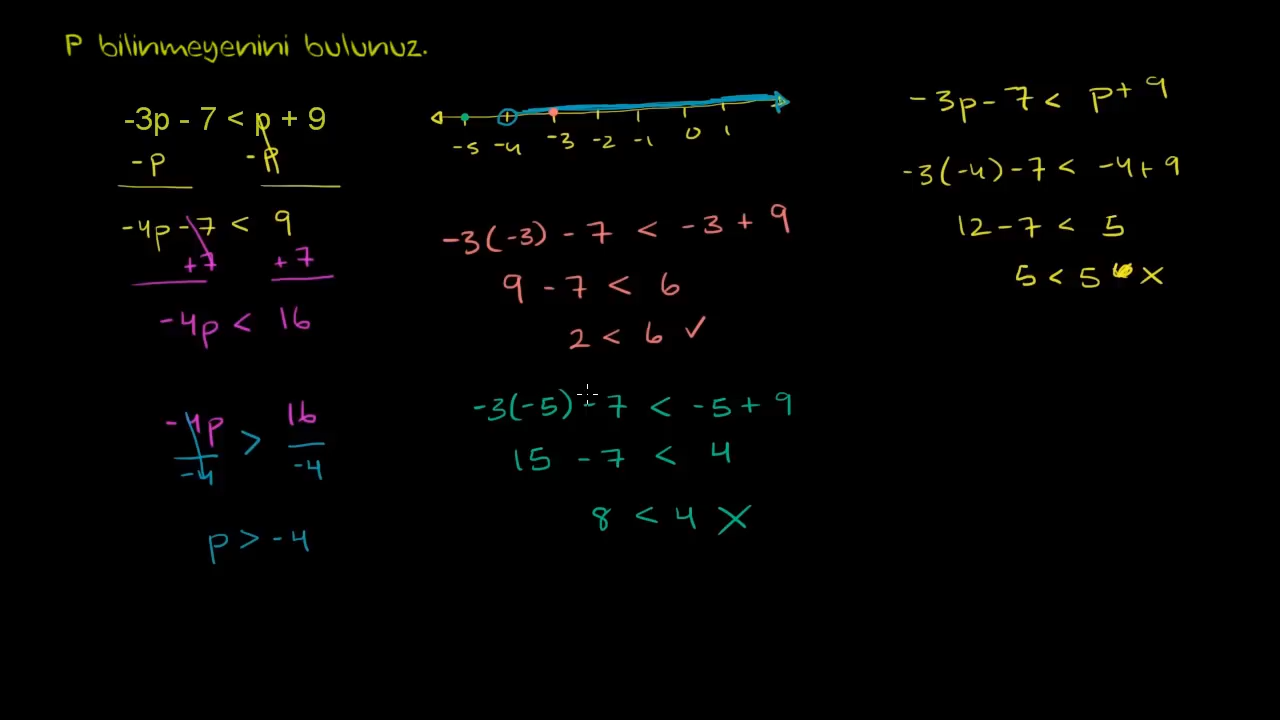 P bilinmeyenini bulunuz.
-3p - 7 < p + 9
-p -p
-4p -7 < 9
+7 +7
-4p < 16
-4p > 16
-4 -4
p > -4
-5 -4 -3 -2 -1 0 1
-3(-3) - 7 < -3 + 9
9 - 7 < 6
2 < 6 ✓
-3(-5) - 7 < -5 + 9
15 - 7 < 4
8 < 4 X
-3p - 7 < p + 9
-3(-4) - 7 < -4 + 9
12 - 7 < 5
5 < 5 X